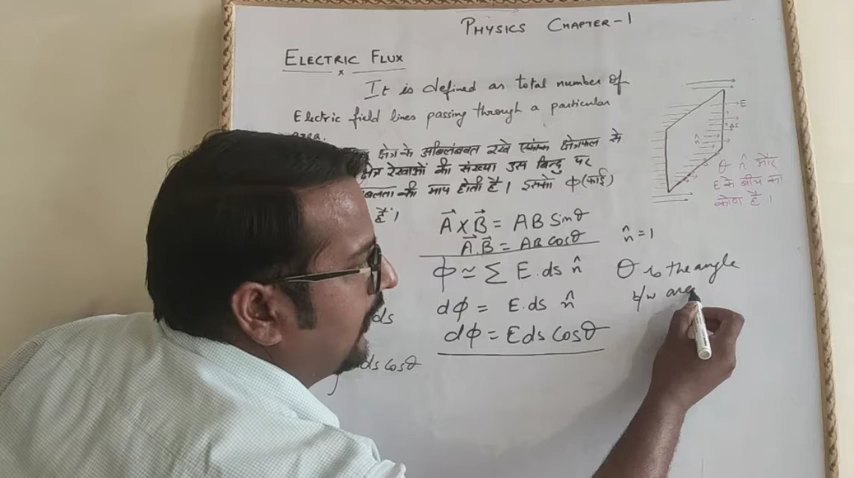 PHYSICS CHAPTER-1
ELECTRIC FLUX
It is defined as total number of
Electric field lines passing through a particular
area.
क्षेत्र के अभिलंबवत रखे एकांक क्षेत्रफल से
क्षेत्र रेखाओं की संख्या उस बिन्दु पर
की माप होती है। इसको ϕ(फाई)
है।
E
ds
n̂
θ n̂ और
E के बीच का
कोण है।
A⃗ × B⃗ = AB Sinθ
A⃗.B⃗ = AB Cosθ
n̂ = 1
ϕ ≃ ∑ E.ds n̂
dϕ = E.ds n̂
dϕ = E ds Cosθ
ds
ds cosθ
θ is the angle
b/w are